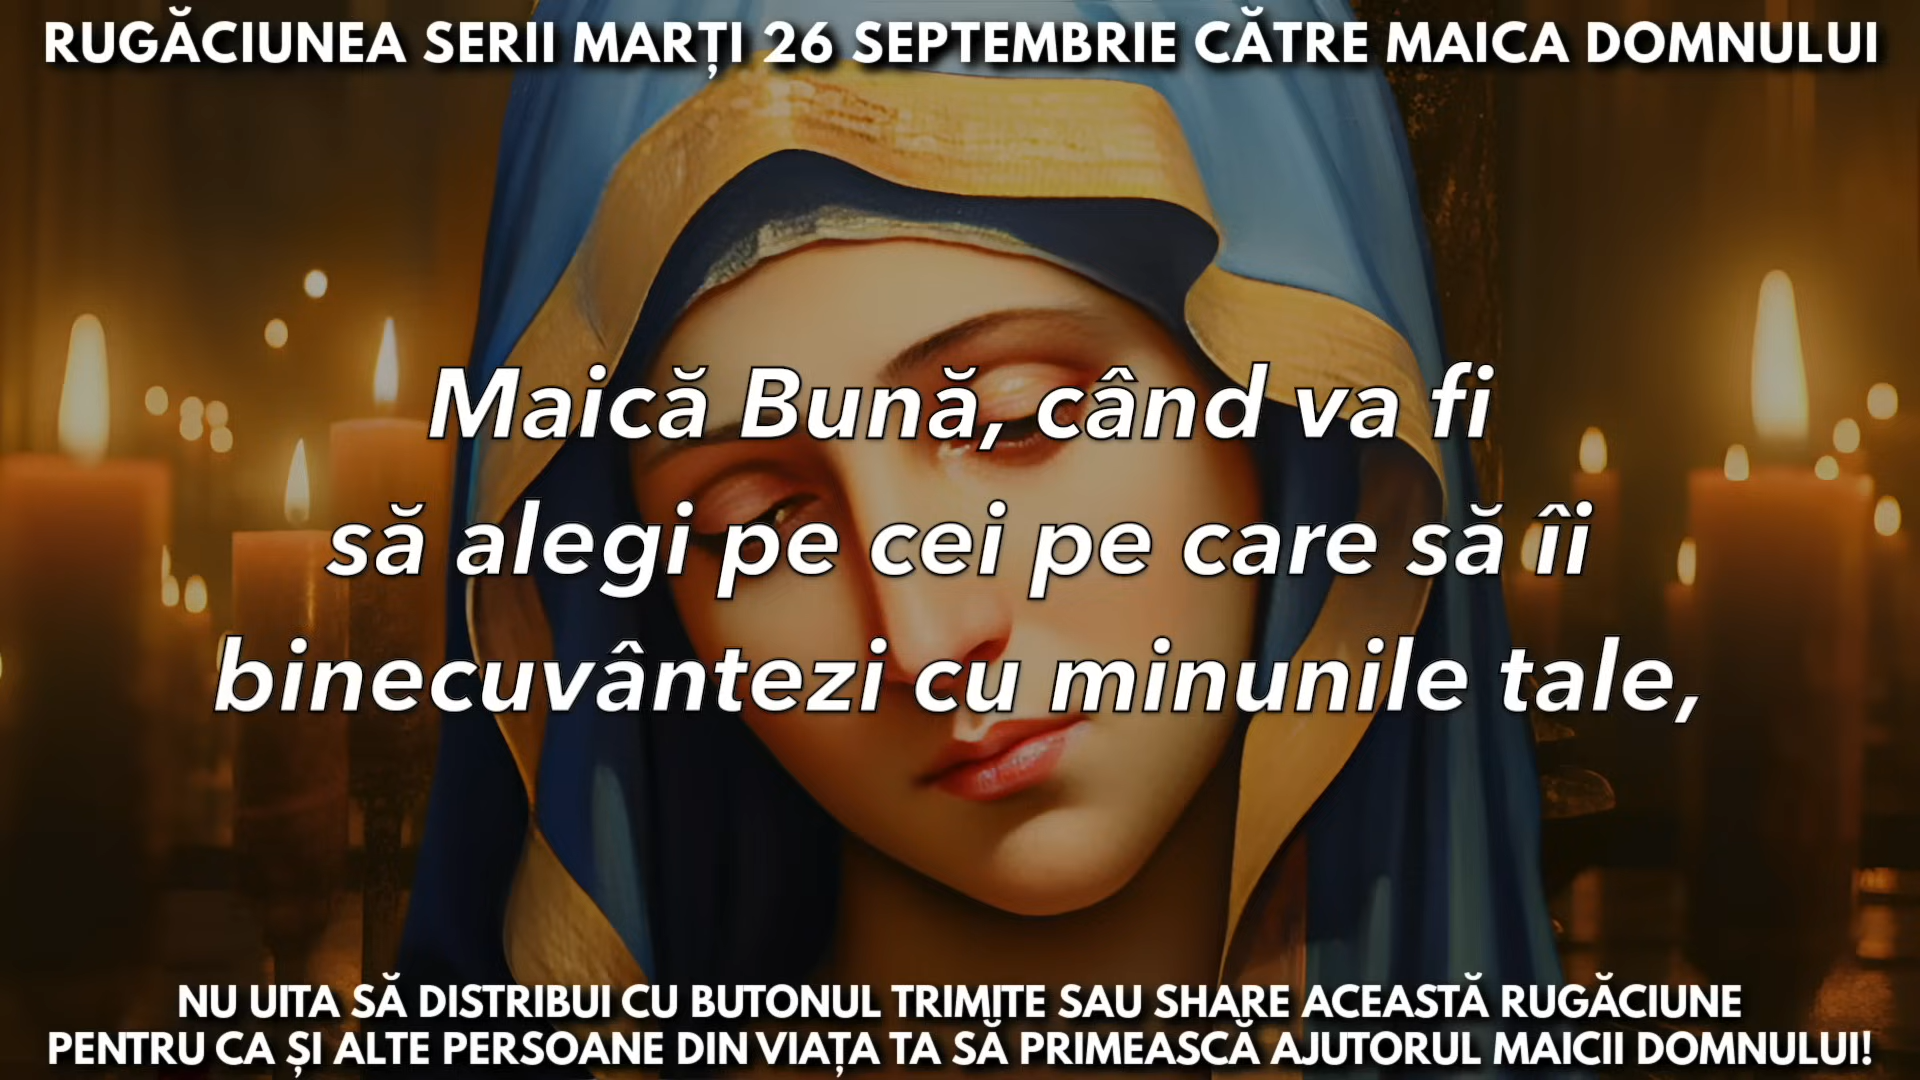 RUGĂCIUNEA SERII MARȚI 26 SEPTEMBRIE CĂTRE MAICA DOMNULUI
Maică Bună, când va fi
să alegi pe cei pe care să îi
binecuvântezi cu minunile tale,
NU UITA SĂ DISTRIBUI CU BUTONUL TRIMITE SAU SHARE ACEASTĂ RUGĂCIUNE
PENTRU CA ȘI ALTE PERSOANE DIN VIAȚA TA SĂ PRIMEASCĂ AJUTORUL MAICII DOMNULUI!